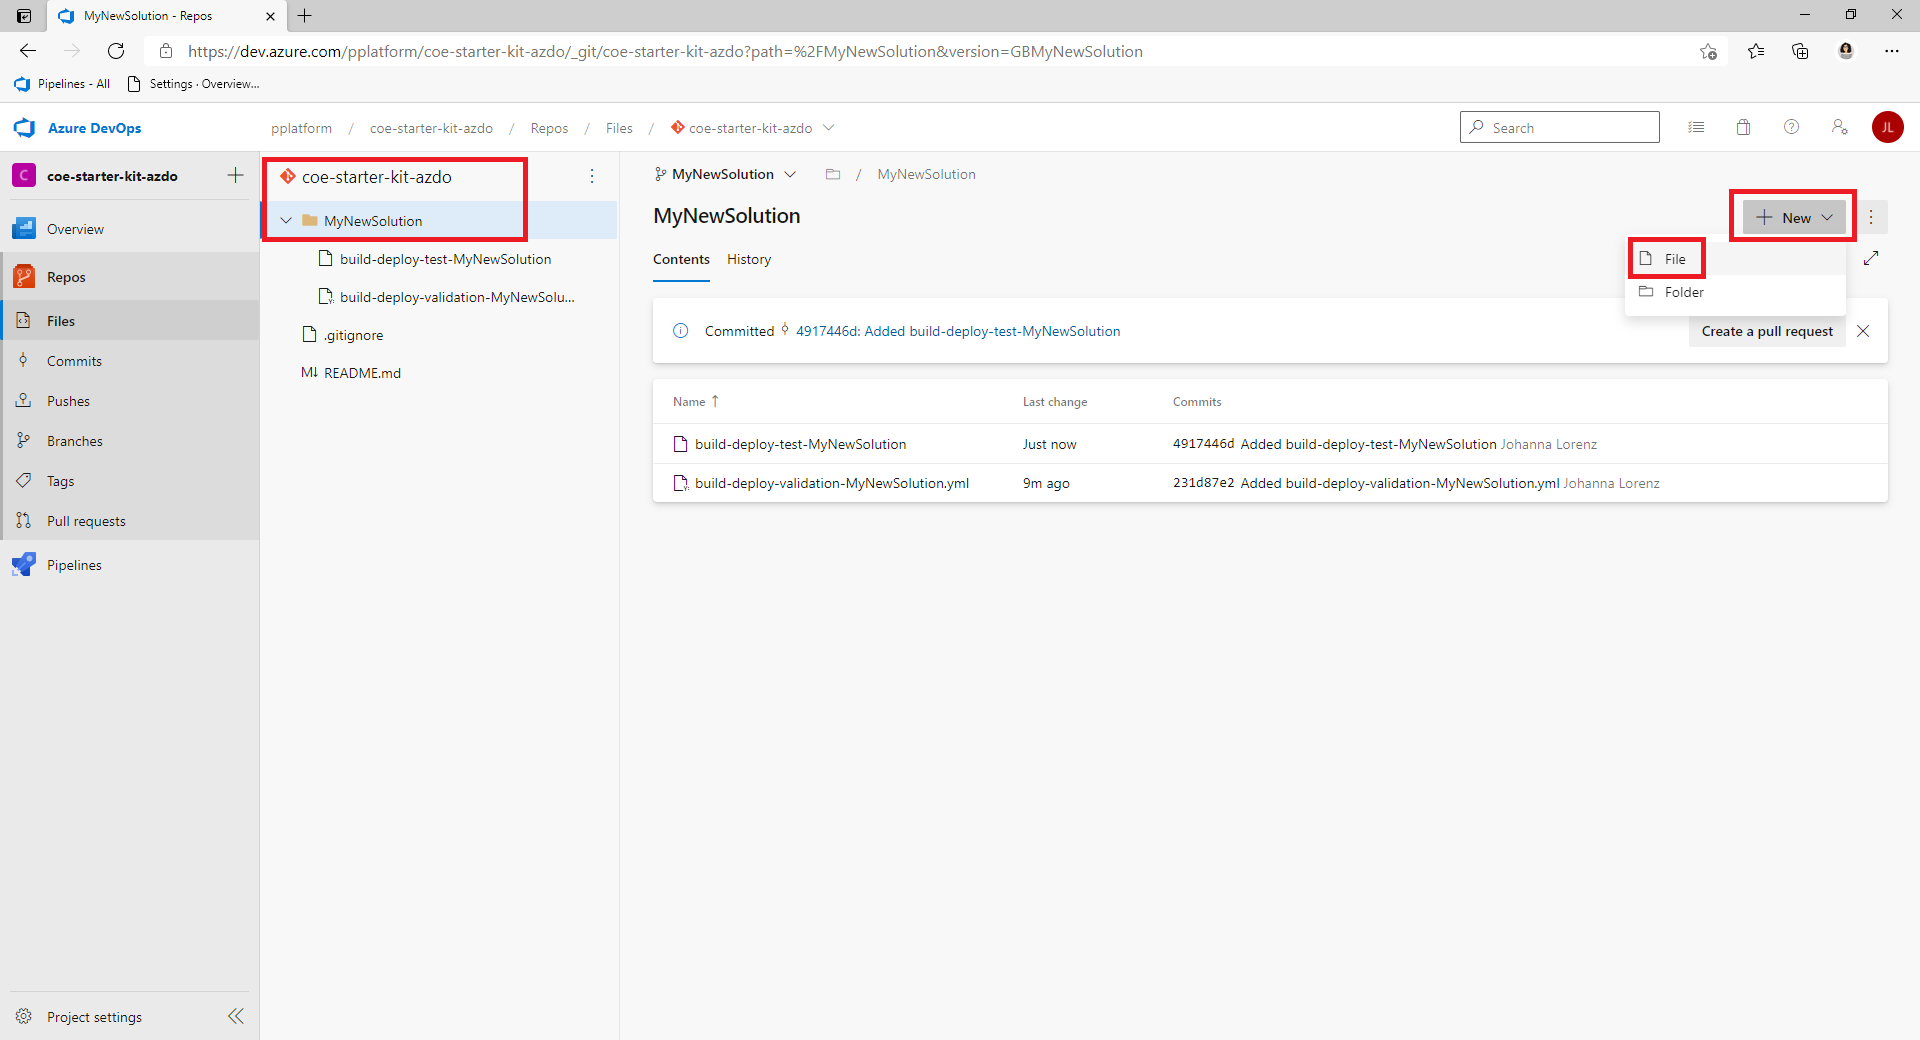 MyNewSolution - Repos
https://dev.azure.com/pplatform/coe-starter-kit-azdo/_git/coe-starter-kit-azdo?path=%2FMyNewSolution&version=GBMyNewSolution
Pipelines - All
Settings · Overview...
Azure DevOps
pplatform / coe-starter-kit-azdo / Repos / Files / coe-starter-kit-azdo
Search
JL
C
coe-starter-kit-azdo
Overview
Repos
Files
Commits
Pushes
Branches
Tags
Pull requests
Pipelines
Project settings
coe-starter-kit-azdo
MyNewSolution
build-deploy-test-MyNewSolution
build-deploy-validation-MyNewSolu...
.gitignore
M↓ README.md
MyNewSolution
/ MyNewSolution
MyNewSolution
New
File
Folder
Contents
History
Committed 4917446d: Added build-deploy-test-MyNewSolution
Create a pull request
Name ↑ Last change Commits
build-deploy-test-MyNewSolution Just now 4917446d Added build-deploy-test-MyNewSolution Johanna Lorenz
build-deploy-validation-MyNewSolution.yml 9m ago 231d87e2 Added build-deploy-validation-MyNewSolution.yml Johanna Lorenz